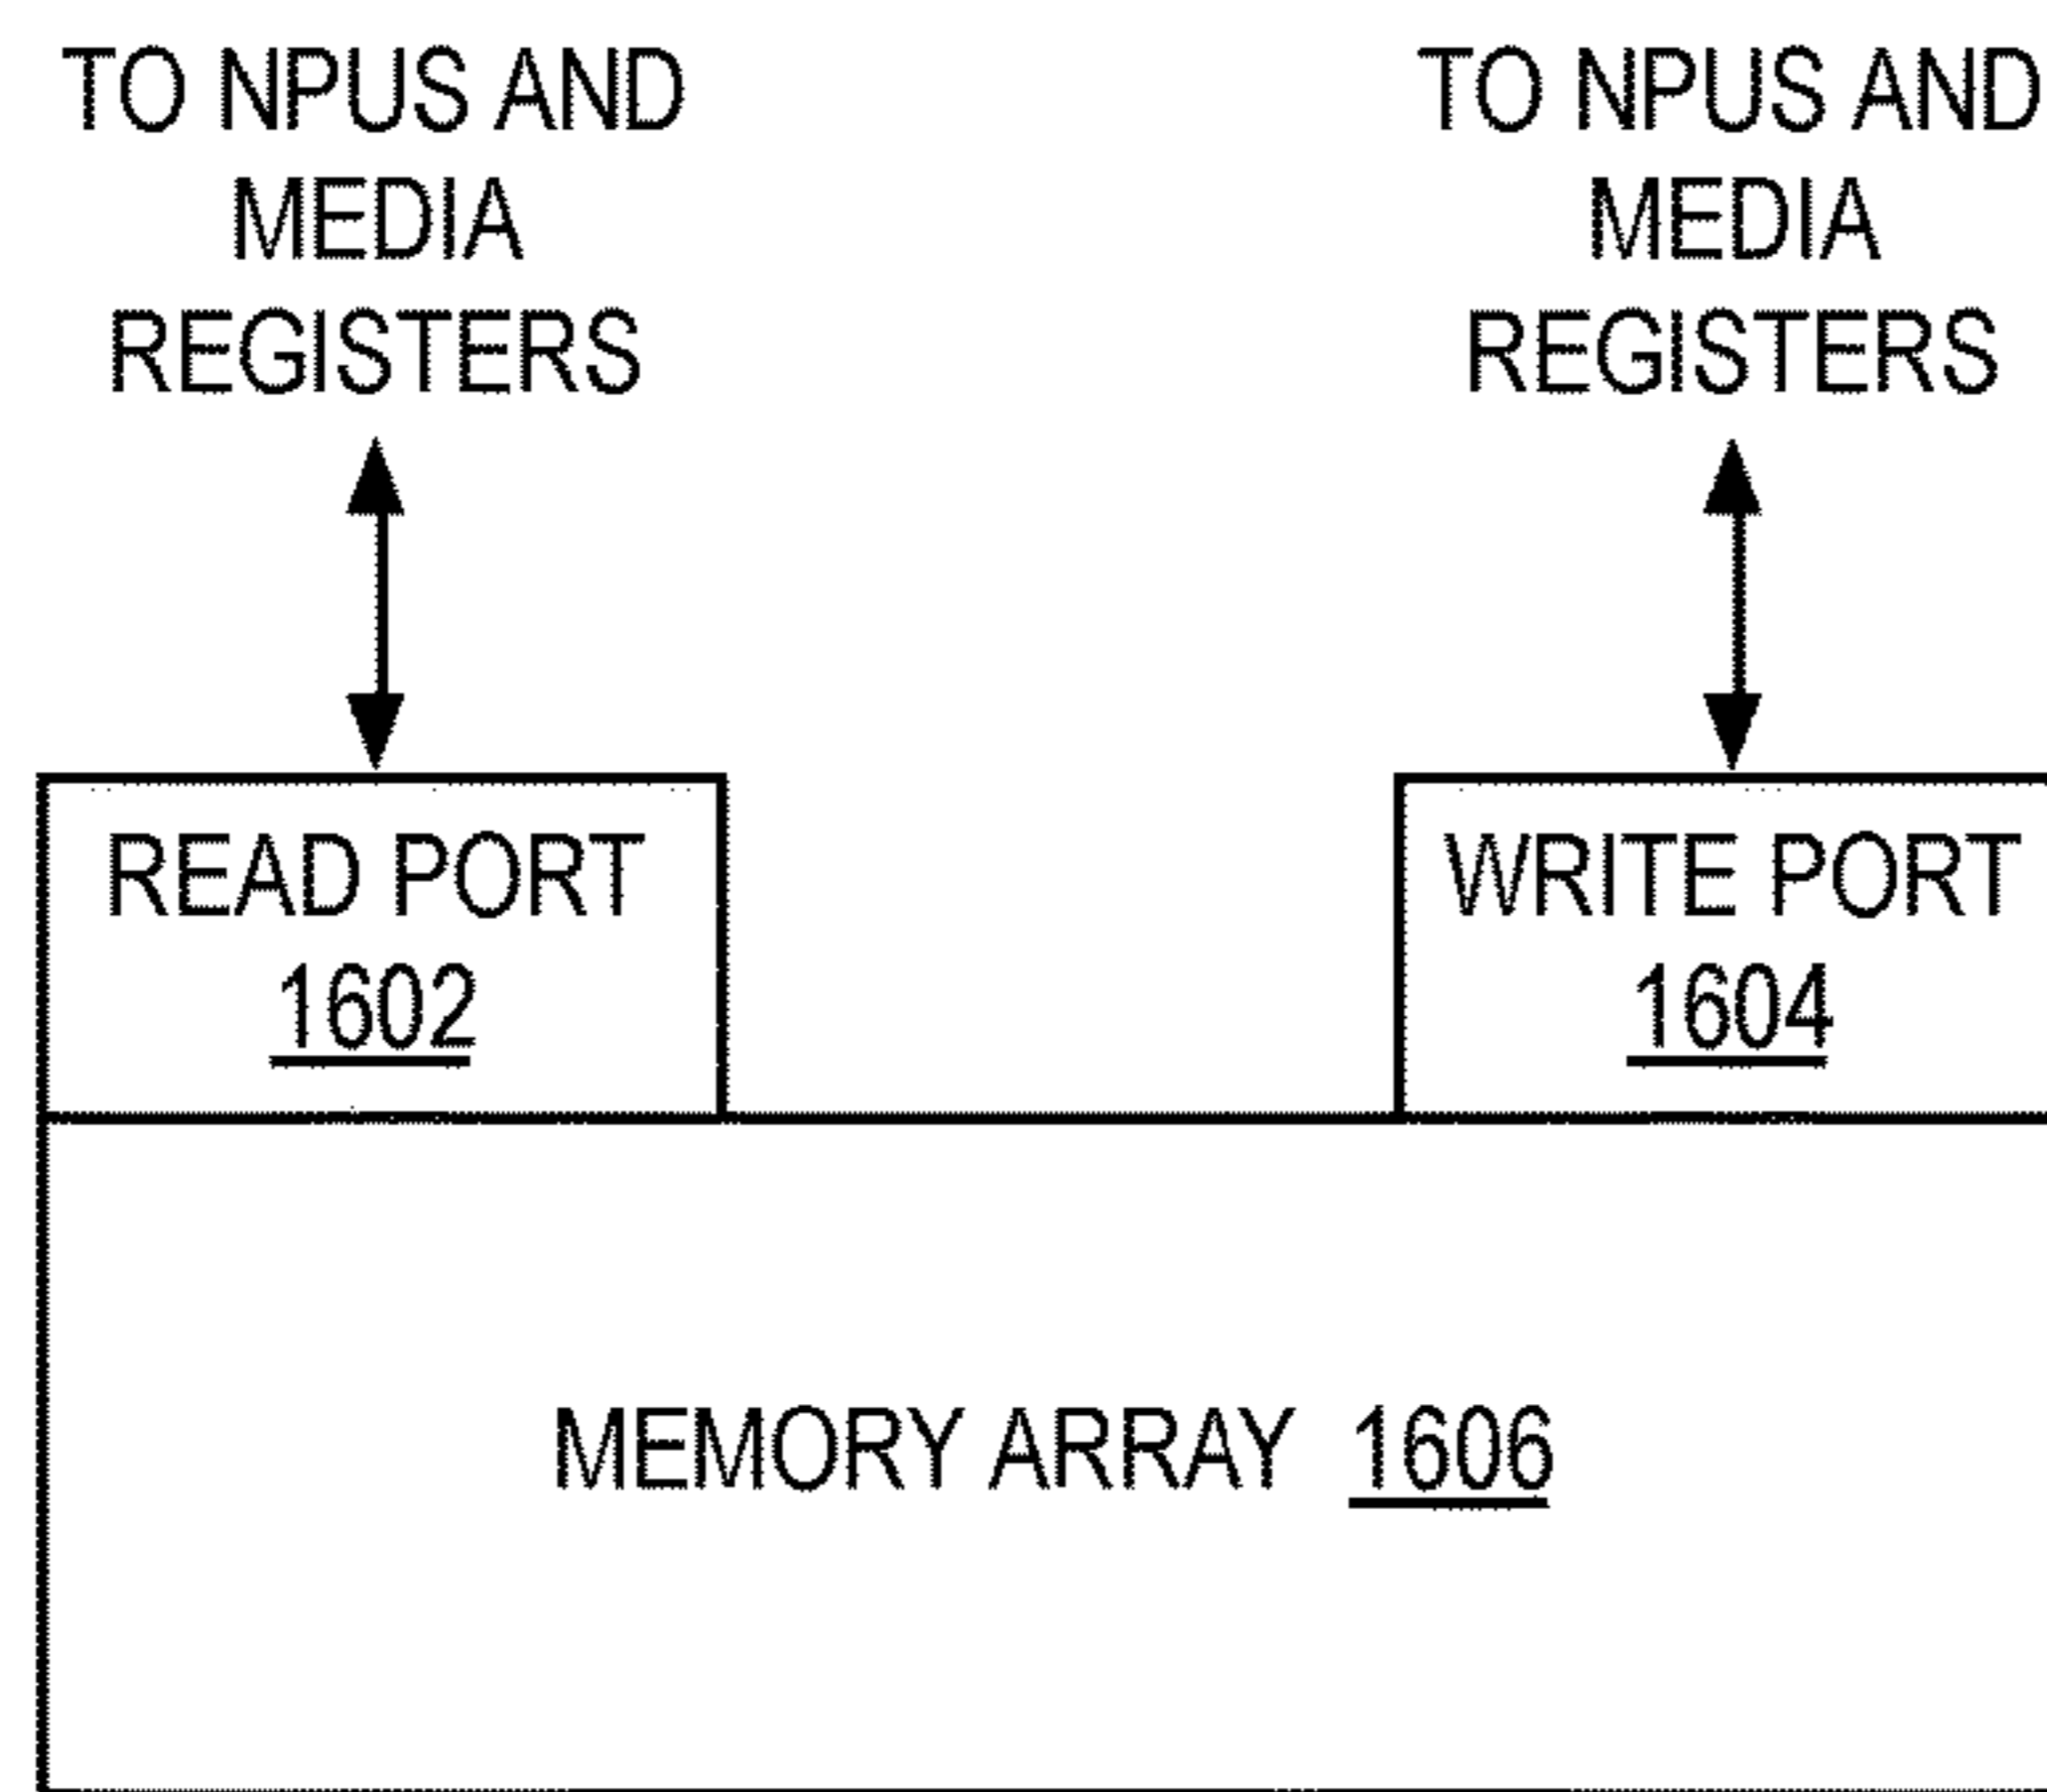 TO NPUS AND
MEDIA
REGISTERS
TO NPUS AND
MEDIA
REGISTERS
READ PORT
1602
WRITE PORT
1604
MEMORY ARRAY 1606